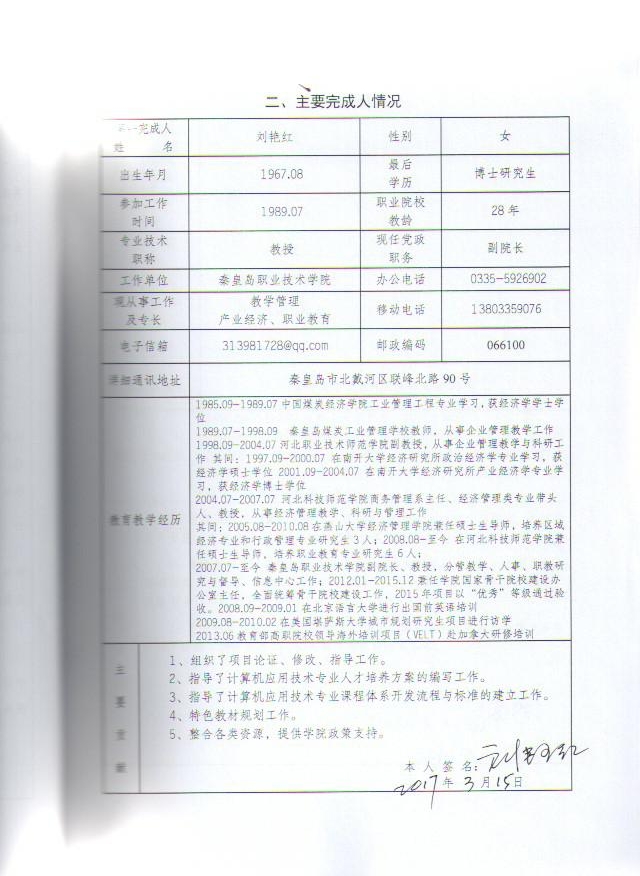 二、主要完成人情况
第一完成人 刘艳红 性别 女
姓 名
出生年月 1967.08 最后 博士研究生
学历
参加工作 1989.07 职业院校 28 年
时间 教龄
专业技术 教授 现任党政 副院长
职称 职务
工作单位 秦皇岛职业技术学院 办公电话 0335-5926902
现从事工作 教学管理 移动电话 13803359076
及专长 产业经济、职业教育
电子信箱 313981728@qq.com 邮政编码 066100
详细通讯地址 秦皇岛市北戴河区联峰北路 90 号
教育教学经历
1985.09-1989.07 中国煤炭经济学院工业管理工程专业学习，获经济学学士学
位
1989.07-1998.09 秦皇岛煤炭工业管理学校教师，从事企业管理教学工作
1998.09-2004.07 河北职业技术师范学院副教授，从事企业管理教学与科研工
作 其间：1997.09-2000.07 在南开大学经济研究所政治经济学专业学习，获
经济学硕士学位 2001.09-2004.07 在南开大学经济研究所产业经济学专业学
习，获经济学博士学位
2004.07-2007.07 河北科技师范学院商务管理系主任、经济管理类专业带头
人、教授，从事经济管理教学、科研与管理工作
其间：2005.08-2010.08 在燕山大学经济管理学院兼任硕士生导师，培养区域
经济专业和行政管理专业研究生 3 人；2008.08-至今 在河北科技师范学院兼
任硕士生导师，培养职业教育专业研究生 6 人；
2007.07-至今 秦皇岛职业技术学院副院长、教授，分管教学、人事、职教研
究与督导、信息中心工作；2012.01-2015.12 兼任学院国家骨干院校建设办
公室主任，全面统筹骨干院校建设工作，2015 年项目以“优秀”等级通过验
收。2008.09-2009.01 在北京语言大学进行出国前英语培训
2009.08-2010.02 在美国堪萨斯大学城市规划研究生项目进行访学
2013.06 教育部高职院校领导海外培训项目（VELT）赴加拿大研修培训
主要贡献
1、组织了项目论证、修改、指导工作。
2、指导了计算机应用技术专业人才培养方案的编写工作。
3、指导了计算机应用技术专业课程体系开发流程与标准的建立工作。
4、特色教材规划工作。
5、整合各类资源，提供学院政策支持。
本 人 签 名：刘艳红
2017 年 3 月 15 日